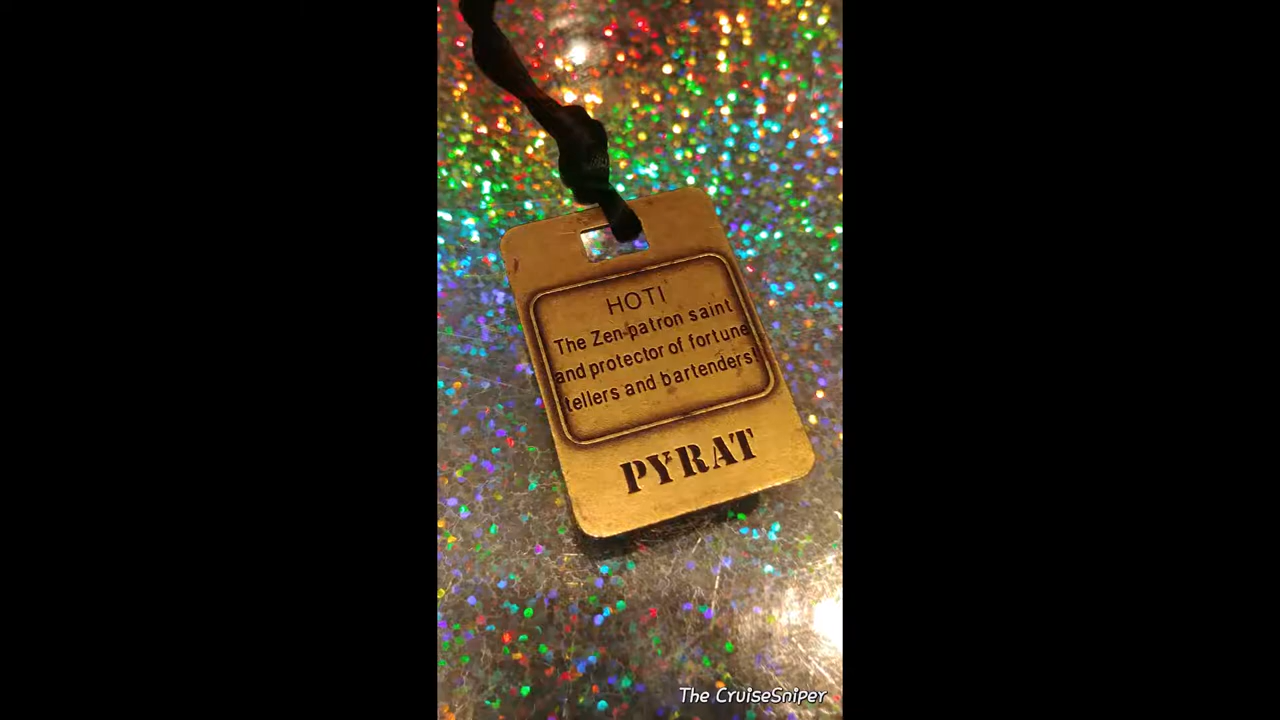 HOTI
The Zen-patron saint
and protector of fortune
tellers and bartenders!
PYRAT
The CruiseSniper